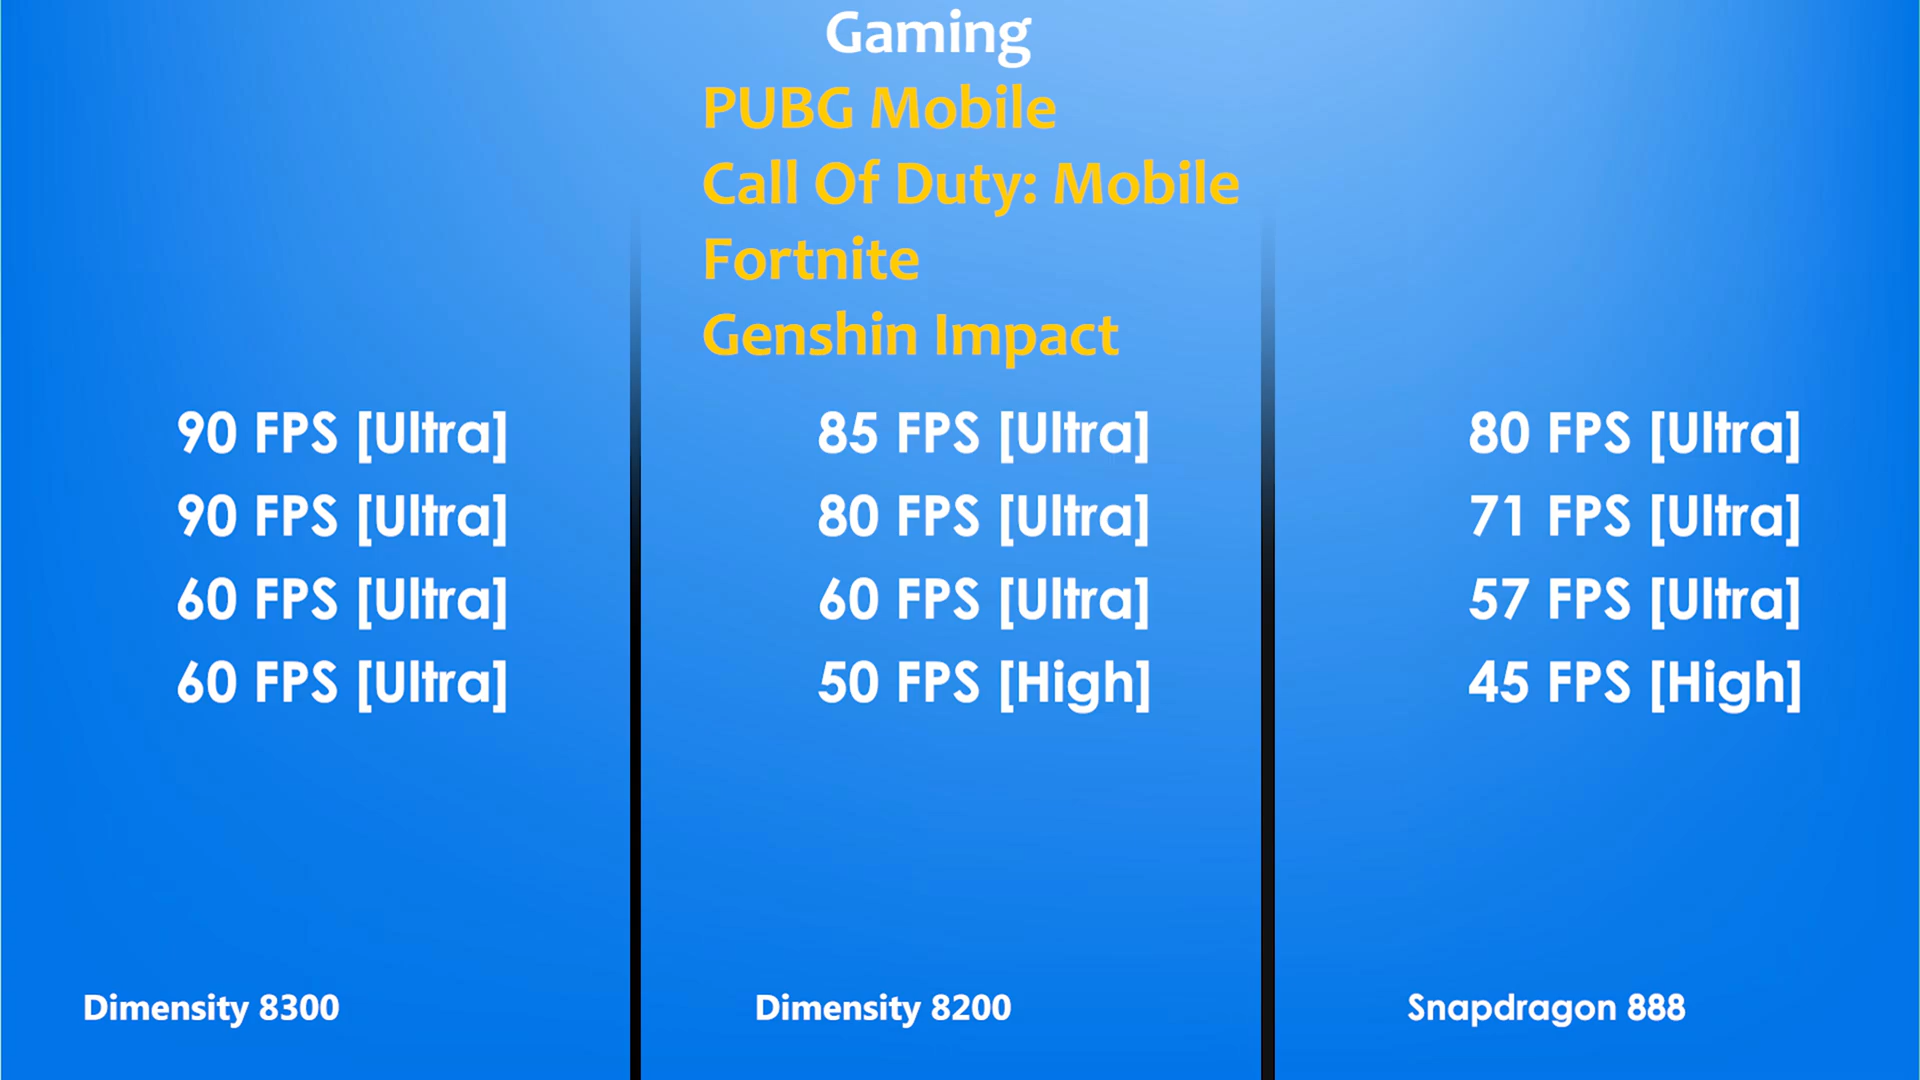 Gaming
PUBG Mobile
Call Of Duty: Mobile
Fortnite
Genshin Impact
90 FPS [Ultra]
90 FPS [Ultra]
60 FPS [Ultra]
60 FPS [Ultra]
85 FPS [Ultra]
80 FPS [Ultra]
60 FPS [Ultra]
50 FPS [High]
80 FPS [Ultra]
71 FPS [Ultra]
57 FPS [Ultra]
45 FPS [High]
Dimensity 8300
Dimensity 8200
Snapdragon 888